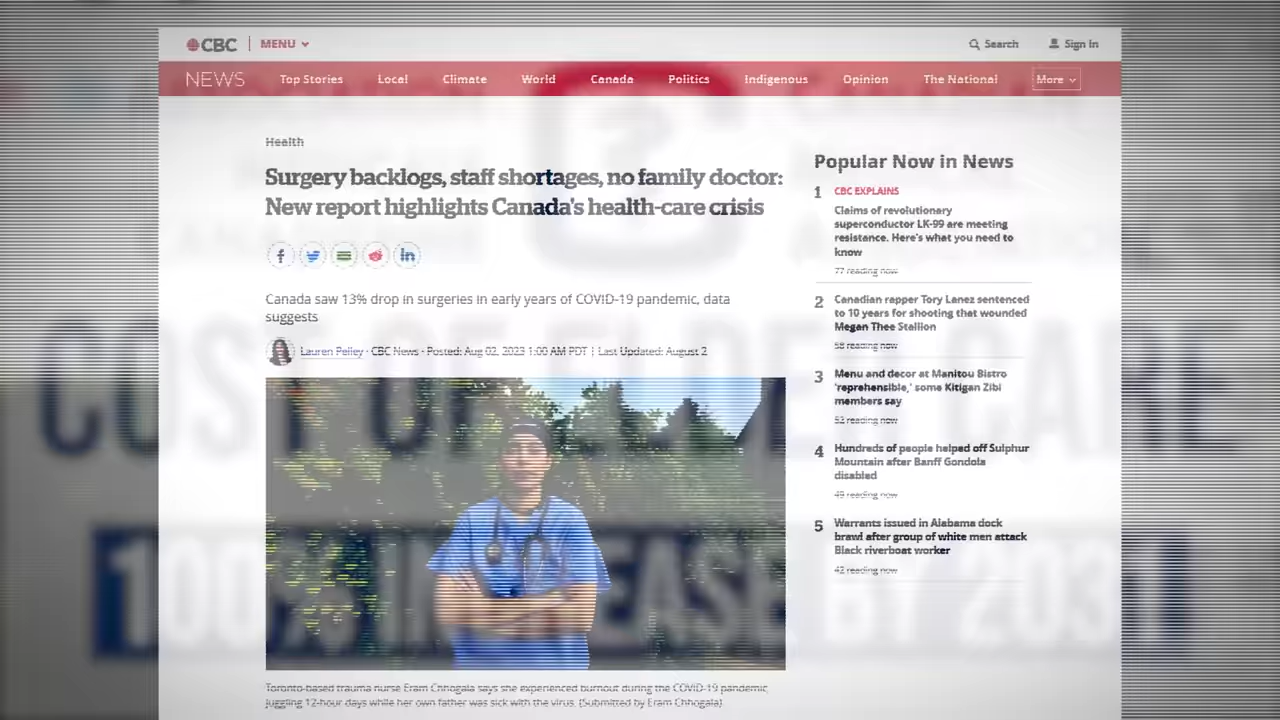 CBC
MENU
Search
Sign In
NEWS
Top Stories
Local
Climate
World
Canada
Politics
Indigenous
Opinion
The National
More
Health
Surgery backlogs, staff shortages, no family doctor:
New report highlights Canada's health-care crisis
Canada saw 13% drop in surgeries in early years of COVID-19 pandemic, data
suggests
Lauren Pelley · CBC News · Posted: Aug 02, 2023 1:00 AM PDT | Last Updated: August 2
Toronto-based trauma nurse Eram Chhogala says she experienced burnout during the COVID-19 pandemic,
juggling 12-hour days while her own father was sick with the virus. (Submitted by Eram Chhogala)
Popular Now in News
1
CBC EXPLAINS
Claims of revolutionary
superconductor LK-99 are meeting
resistance. Here's what you need to
know
77 reading now
2
Canadian rapper Tory Lanez sentenced
to 10 years for shooting that wounded
Megan Thee Stallion
58 reading now
3
Menu and decor at Manitou Bistro
'reprehensible,' some Kitigan Zibi
members say
52 reading now
4
Hundreds of people helped off Sulphur
Mountain after Banff Gondola
disabled
49 reading now
5
Warrants issued in Alabama dock
brawl after group of white men attack
Black riverboat worker
42 reading now